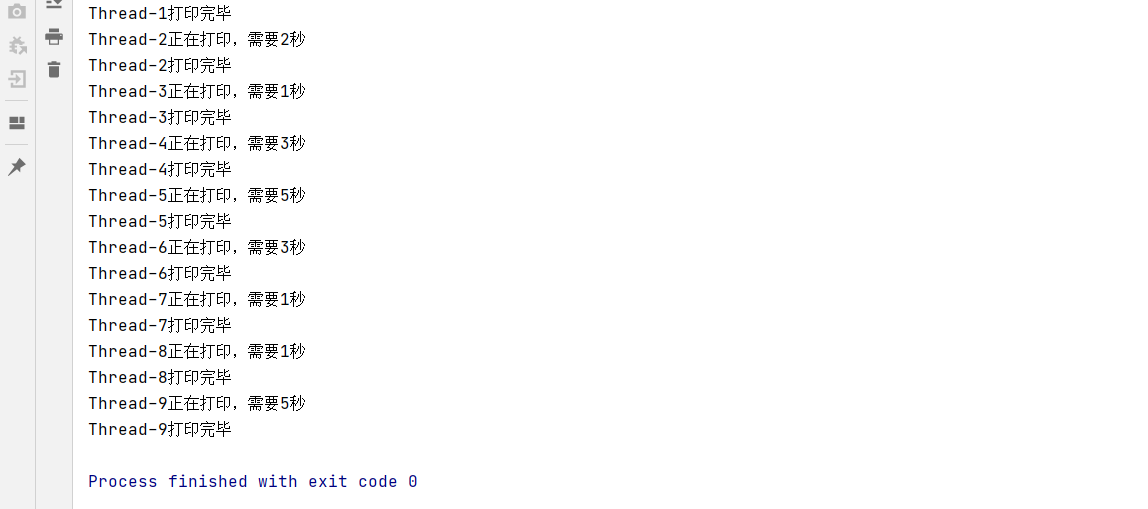 Thread-1打印完毕
Thread-2正在打印，需要2秒
Thread-2打印完毕
Thread-3正在打印，需要1秒
Thread-3打印完毕
Thread-4正在打印，需要3秒
Thread-4打印完毕
Thread-5正在打印，需要5秒
Thread-5打印完毕
Thread-6正在打印，需要3秒
Thread-6打印完毕
Thread-7正在打印，需要1秒
Thread-7打印完毕
Thread-8正在打印，需要1秒
Thread-8打印完毕
Thread-9正在打印，需要5秒
Thread-9打印完毕
Process finished with exit code 0